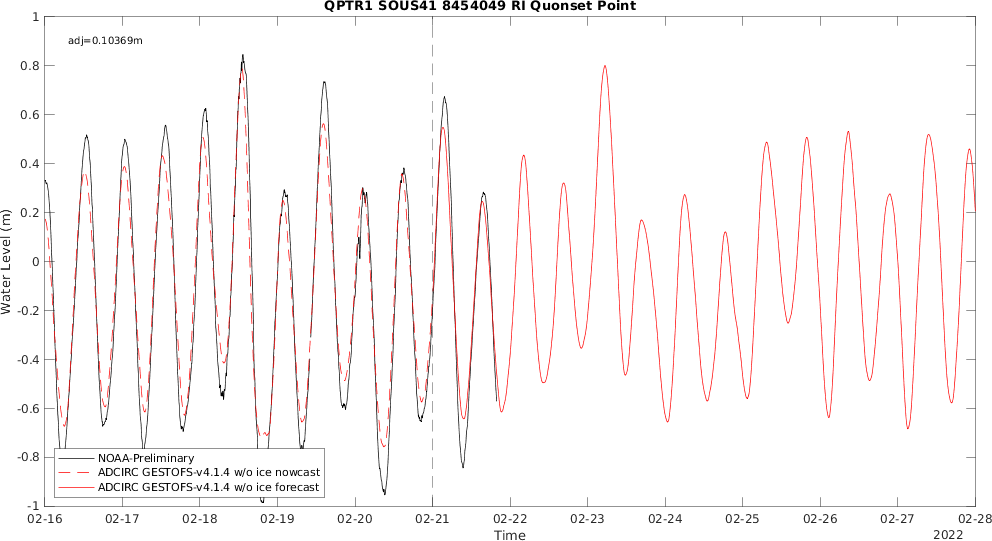 QPTR1 SOUS41 8454049 RI Quonset Point
adj=0.10369m
Water Level (m)
1
0.8
0.6
0.4
0.2
0
-0.2
-0.4
-0.6
-0.8
-1
NOAA-Preliminary
ADCIRC GESTOFS-v4.1.4 w/o ice nowcast
ADCIRC GESTOFS-v4.1.4 w/o ice forecast
02-16 02-17 02-18 02-19 02-20 02-21 02-22 02-23 02-24 02-25 02-26 02-27 02-28
Time
2022